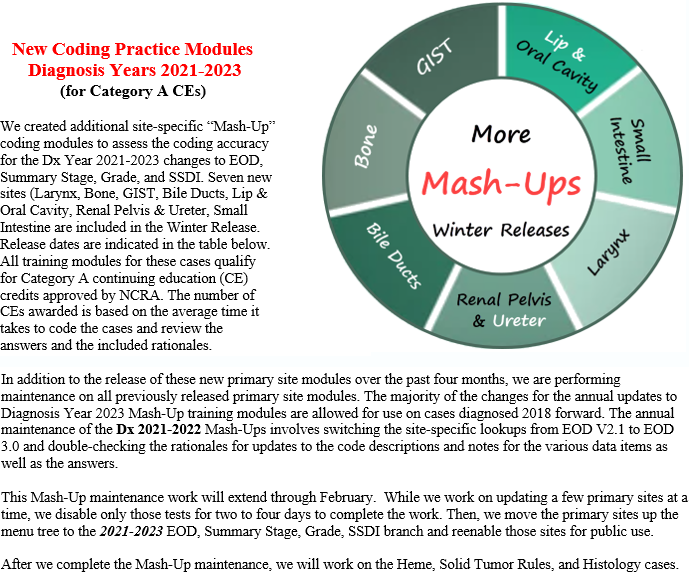 New Coding Practice Modules
Diagnosis Years 2021-2023
(for Category A CEs)
We created additional site-specific “Mash-Up”
coding modules to assess the coding accuracy
for the Dx Year 2021-2023 changes to EOD,
Summary Stage, Grade, and SSDI. Seven new
sites (Larynx, Bone, GIST, Bile Ducts, Lip &
Oral Cavity, Renal Pelvis & Ureter, Small
Intestine are included in the Winter Release.
Release dates are indicated in the table below.
All training modules for these cases qualify
for Category A continuing education (CE)
credits approved by NCRA. The number of
CEs awarded is based on the average time it
takes to code the cases and review the
answers and the included rationales.
GIST
Lip &
Oral Cavity
Small
Intestine
Larynx
Renal Pelvis
& Ureter
Bile Ducts
Bone
More
Mash-Ups
Winter Releases
In addition to the release of these new primary site modules over the past four months, we are performing
maintenance on all previously released primary site modules. The majority of the changes for the annual updates to
Diagnosis Year 2023 Mash-Up training modules are allowed for use on cases diagnosed 2018 forward. The annual
maintenance of the Dx 2021-2022 Mash-Ups involves switching the site-specific lookups from EOD V2.1 to EOD
3.0 and double-checking the rationales for updates to the code descriptions and notes for the various data items as
well as the answers.
This Mash-Up maintenance work will extend through February.  While we work on updating a few primary sites at a
time, we disable only those tests for two to four days to complete the work. Then, we move the primary sites up the
menu tree to the 2021-2023 EOD, Summary Stage, Grade, SSDI branch and reenable those sites for public use.
After we complete the Mash-Up maintenance, we will work on the Heme, Solid Tumor Rules, and Histology cases.